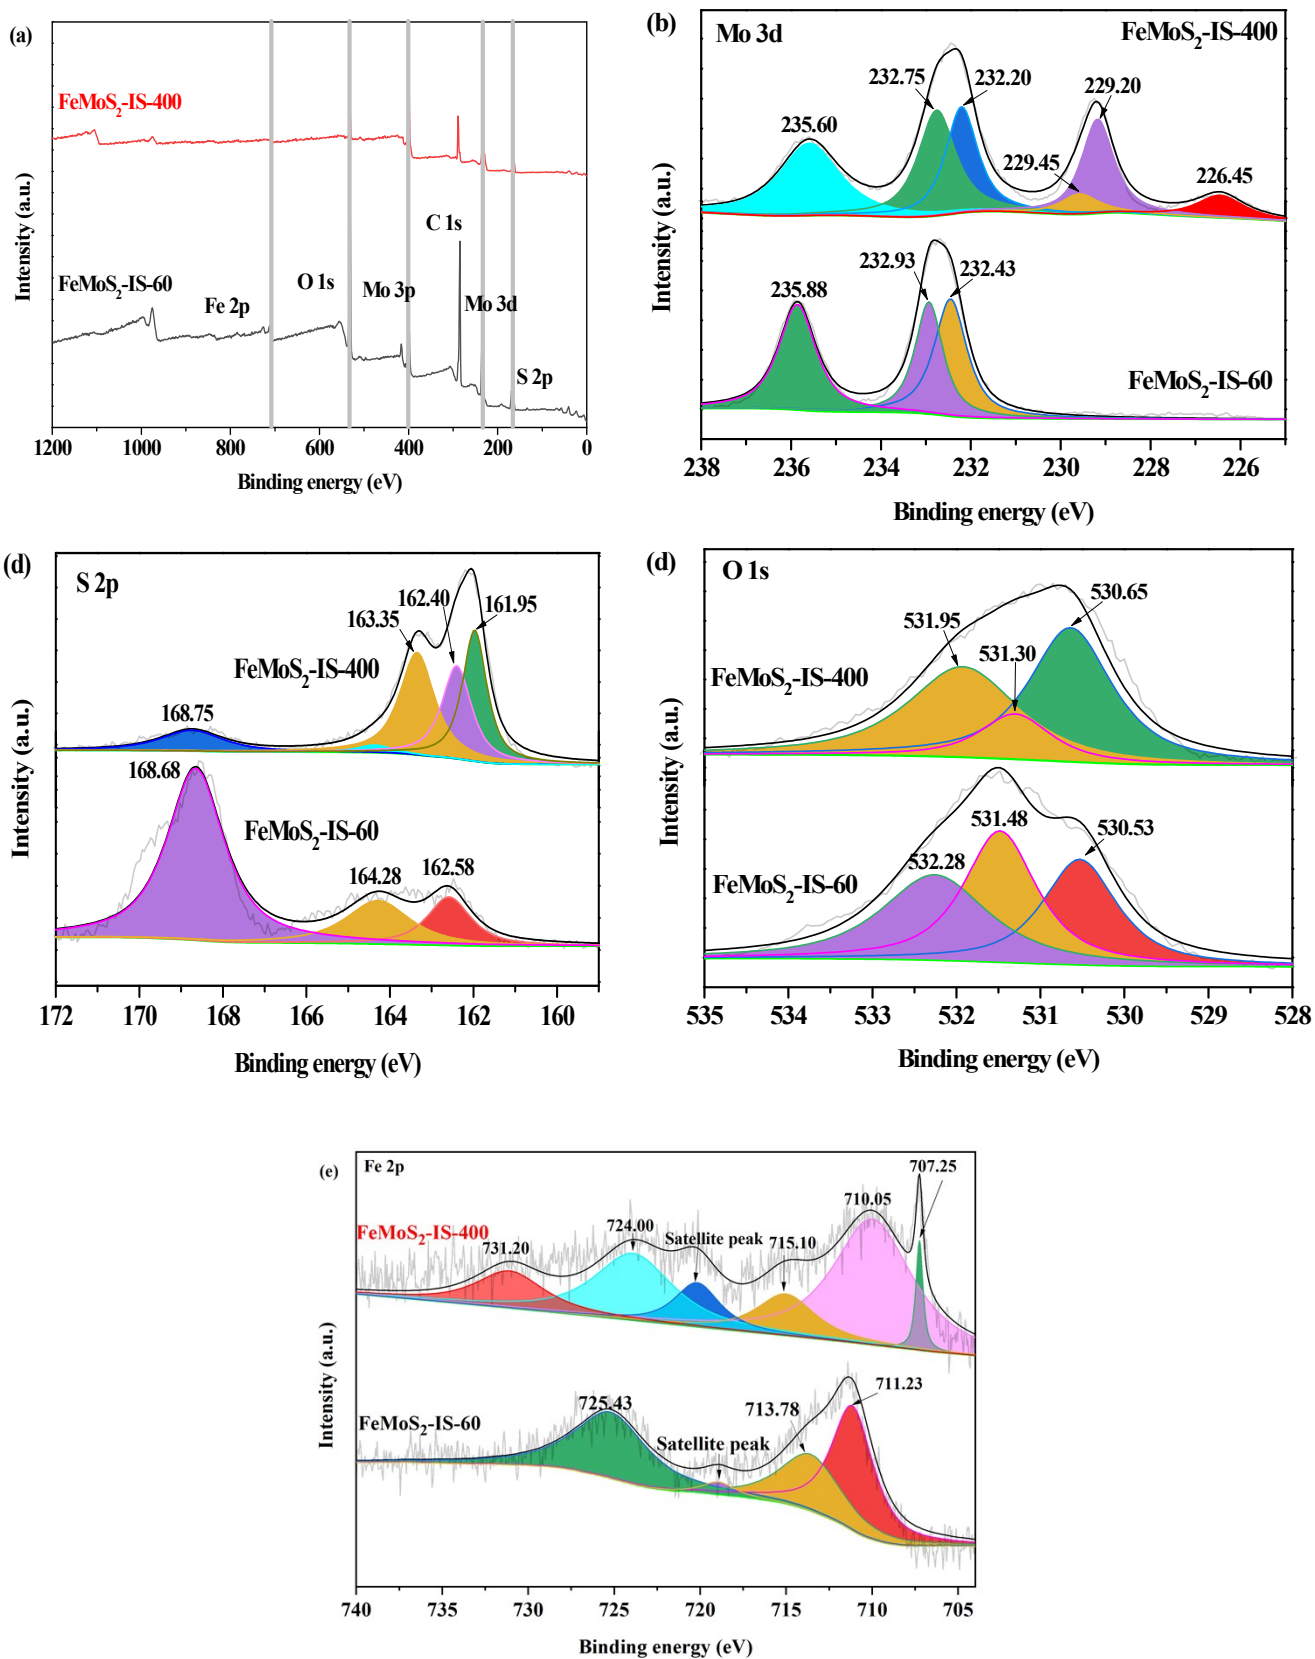 (a)
FeMoS2-IS-400
C 1s
FeMoS2-IS-60
O 1s
Mo 3p
Fe 2p
Mo 3d
S 2p
Intensity (a.u.)
1200 1000 800 600 400 200 0
Binding energy (eV)
(b)
Mo 3d
FeMoS2-IS-400
232.75
232.20
229.20
235.60
229.45
226.45
232.93
232.43
235.88
FeMoS2-IS-60
Intensity (a.u.)
238 236 234 232 230 228 226
Binding energy (eV)
(d)
S 2p
162.40
163.35
161.95
FeMoS2-IS-400
168.75
168.68
FeMoS2-IS-60
164.28
162.58
Intensity (a.u.)
172 170 168 166 164 162 160
Binding energy (eV)
(d)
O 1s
530.65
531.95
531.30
FeMoS2-IS-400
531.48
530.53
532.28
FeMoS2-IS-60
Intensity (a.u.)
535 534 533 532 531 530 529 528
Binding energy (eV)
(e)
Fe 2p
707.25
710.05
FeMoS2-IS-400
724.00
Satellite peak
715.10
731.20
711.23
725.43
713.78
FeMoS2-IS-60
Satellite peak
Intensity (a.u.)
740 735 730 725 720 715 710 705
Binding energy (eV)